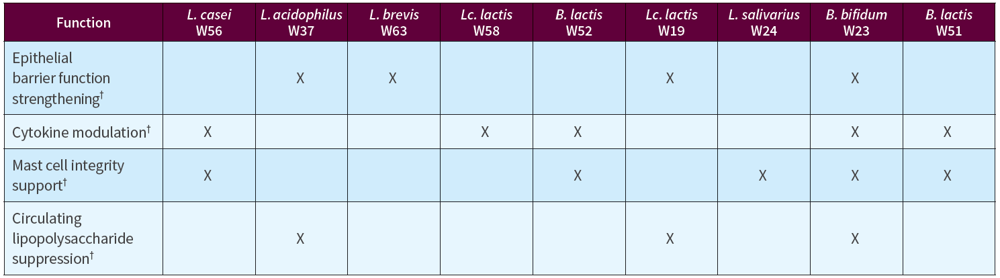 Function L. casei W56 L. acidophilus W37 L. brevis W63 Lc. lactis W58 B. lactis W52 Lc. lactis W19 L. salivarius W24 B. bifidum W23 B. lactis W51
Epithelial
barrier function
strengthening† X X X X
Cytokine modulation† X X X X X
Mast cell integrity
support† X X X X X
Circulating
lipopolysaccharide
suppression† X X X